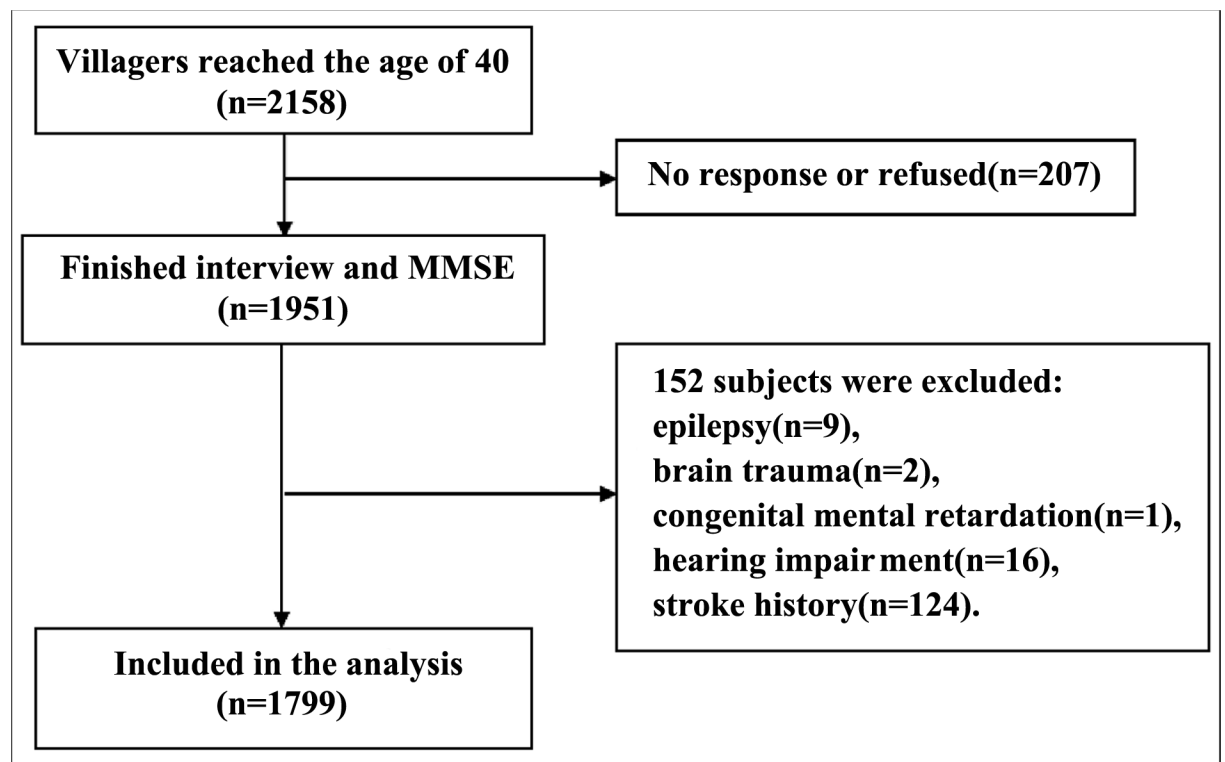 Villagers reached the age of 40
(n=2158)
No response or refused(n=207)
Finished interview and MMSE
(n=1951)
152 subjects were excluded:
epilepsy(n=9),
brain trauma(n=2),
congenital mental retardation(n=1),
hearing impairment(n=16),
stroke history(n=124).
Included in the analysis
(n=1799)